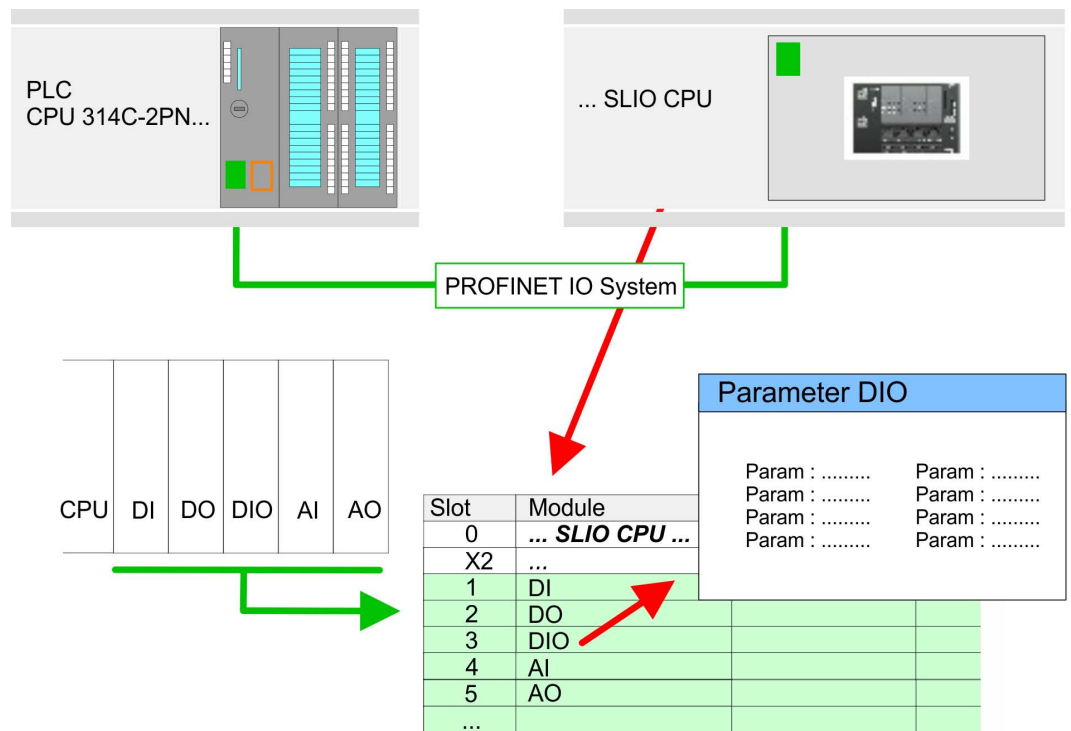 PLC
CPU 314C-2PN...
... SLIO CPU
PROFINET IO System
Parameter DIO
Param : ......... Param : .........
Param : ......... Param : .........
Param : ......... Param : .........
Param : ......... Param : .........
CPU DI DO DIO AI AO
Slot Module
0 ... SLIO CPU ...
X2 ...
1 DI
2 DO
3 DIO
4 AI
5 AO
...